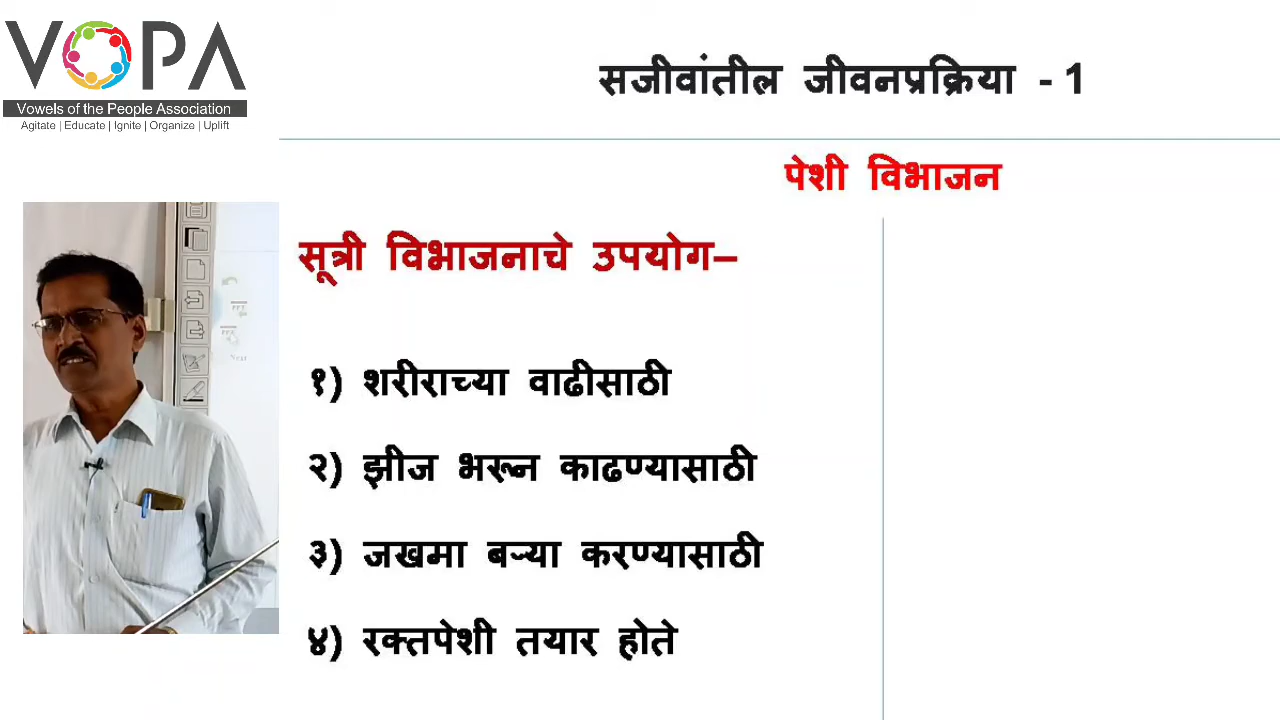 VOPA
Vowels of the People Association
Agitate | Educate | Ignite | Organize | Uplift
सजीवांतील जीवनप्रक्रिया - 1
पेशी विभाजन
सूत्री विभाजनाचे उपयोग–
१) शरीराच्या वाढीसाठी
२) झीज भरून काढण्यासाठी
३) जखमा बऱ्या करण्यासाठी
४) रक्तपेशी तयार होते